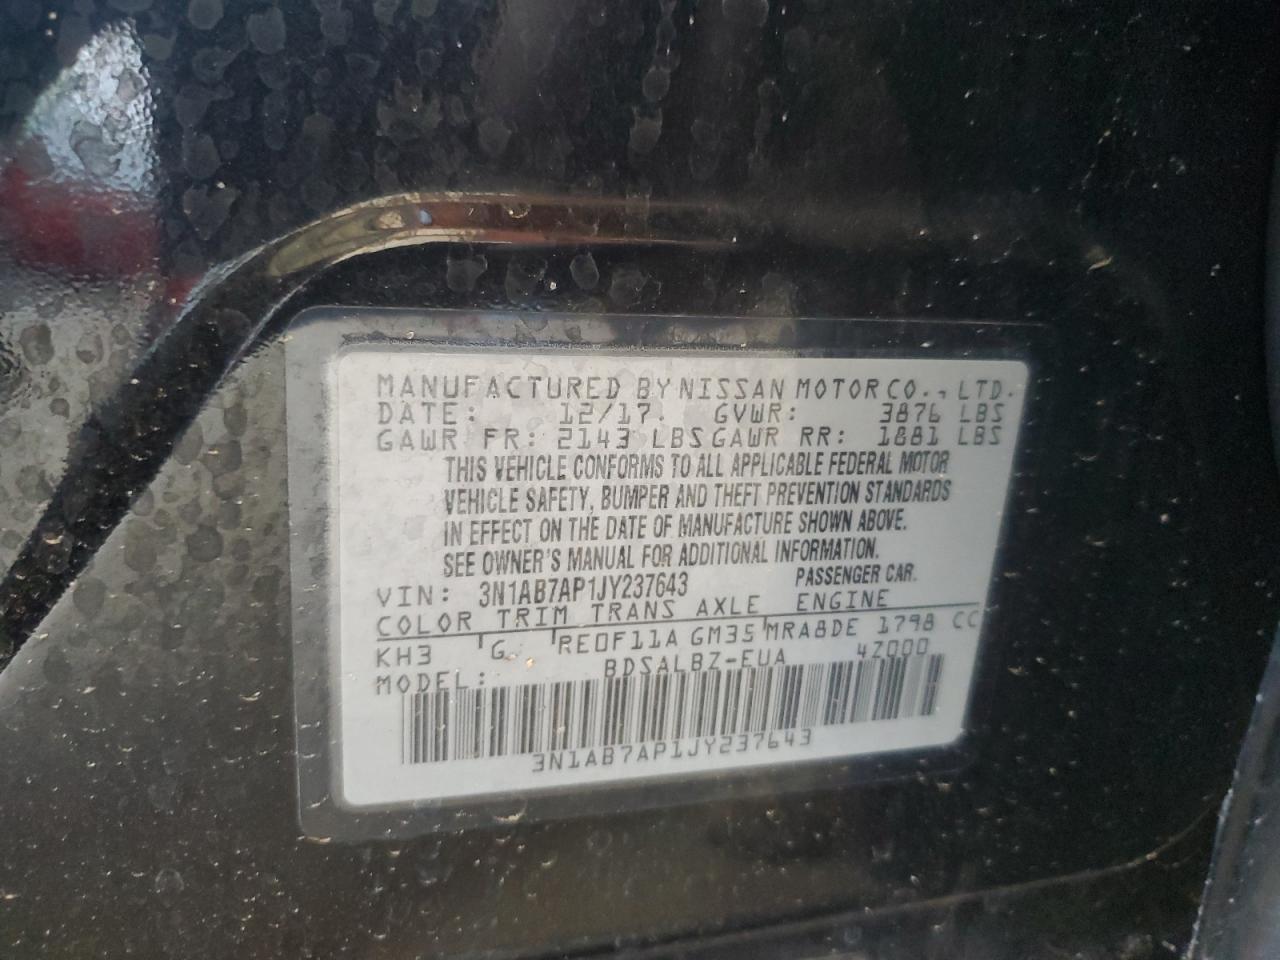 MANUFACTURED BY NISSAN MOTOR CO., LTD.
DATE: 12/17. GVWR: 3876 LBS
GAWR FR: 2143 LBS GAWR RR: 1881 LBS
THIS VEHICLE CONFORMS TO ALL APPLICABLE FEDERAL MOTOR
VEHICLE SAFETY, BUMPER AND THEFT PREVENTION STANDARDS
IN EFFECT ON THE DATE OF MANUFACTURE SHOWN ABOVE.
SEE OWNER'S MANUAL FOR ADDITIONAL INFORMATION.
VIN: 3N1AB7AP1JY237643 PASSENGER CAR.
COLOR TRIM TRANS AXLE ENGINE
KH3 G RE0F11A GM35 MRA8DE 1798 CC
MODEL: BDSALBZ-EUA 4Z000
3N1AB7AP1JY237643